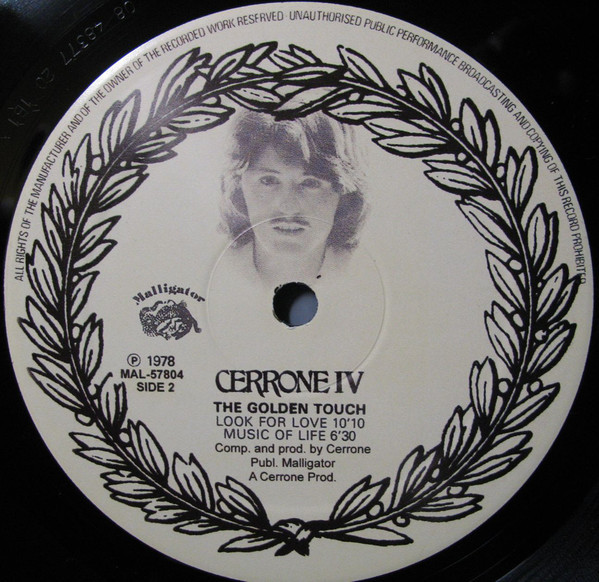 ALL RIGHTS OF THE MANUFACTURER AND OF THE OWNER OF THE RECORDED WORK RESFRVED · UNAUTHORISED PUBLIC PERFORMANCE BROADCASTING AND COPYING OF THIS RECORD PROHIBITED
Malligator
℗ 1978
MAL-57804
SIDE 2
CERRONE IV
THE GOLDEN TOUCH
LOOK FOR LOVE 10'10
MUSIC OF LIFE 6'30
Comp. and prod. by Cerrone
Publ. Malligator
A Cerrone Prod.